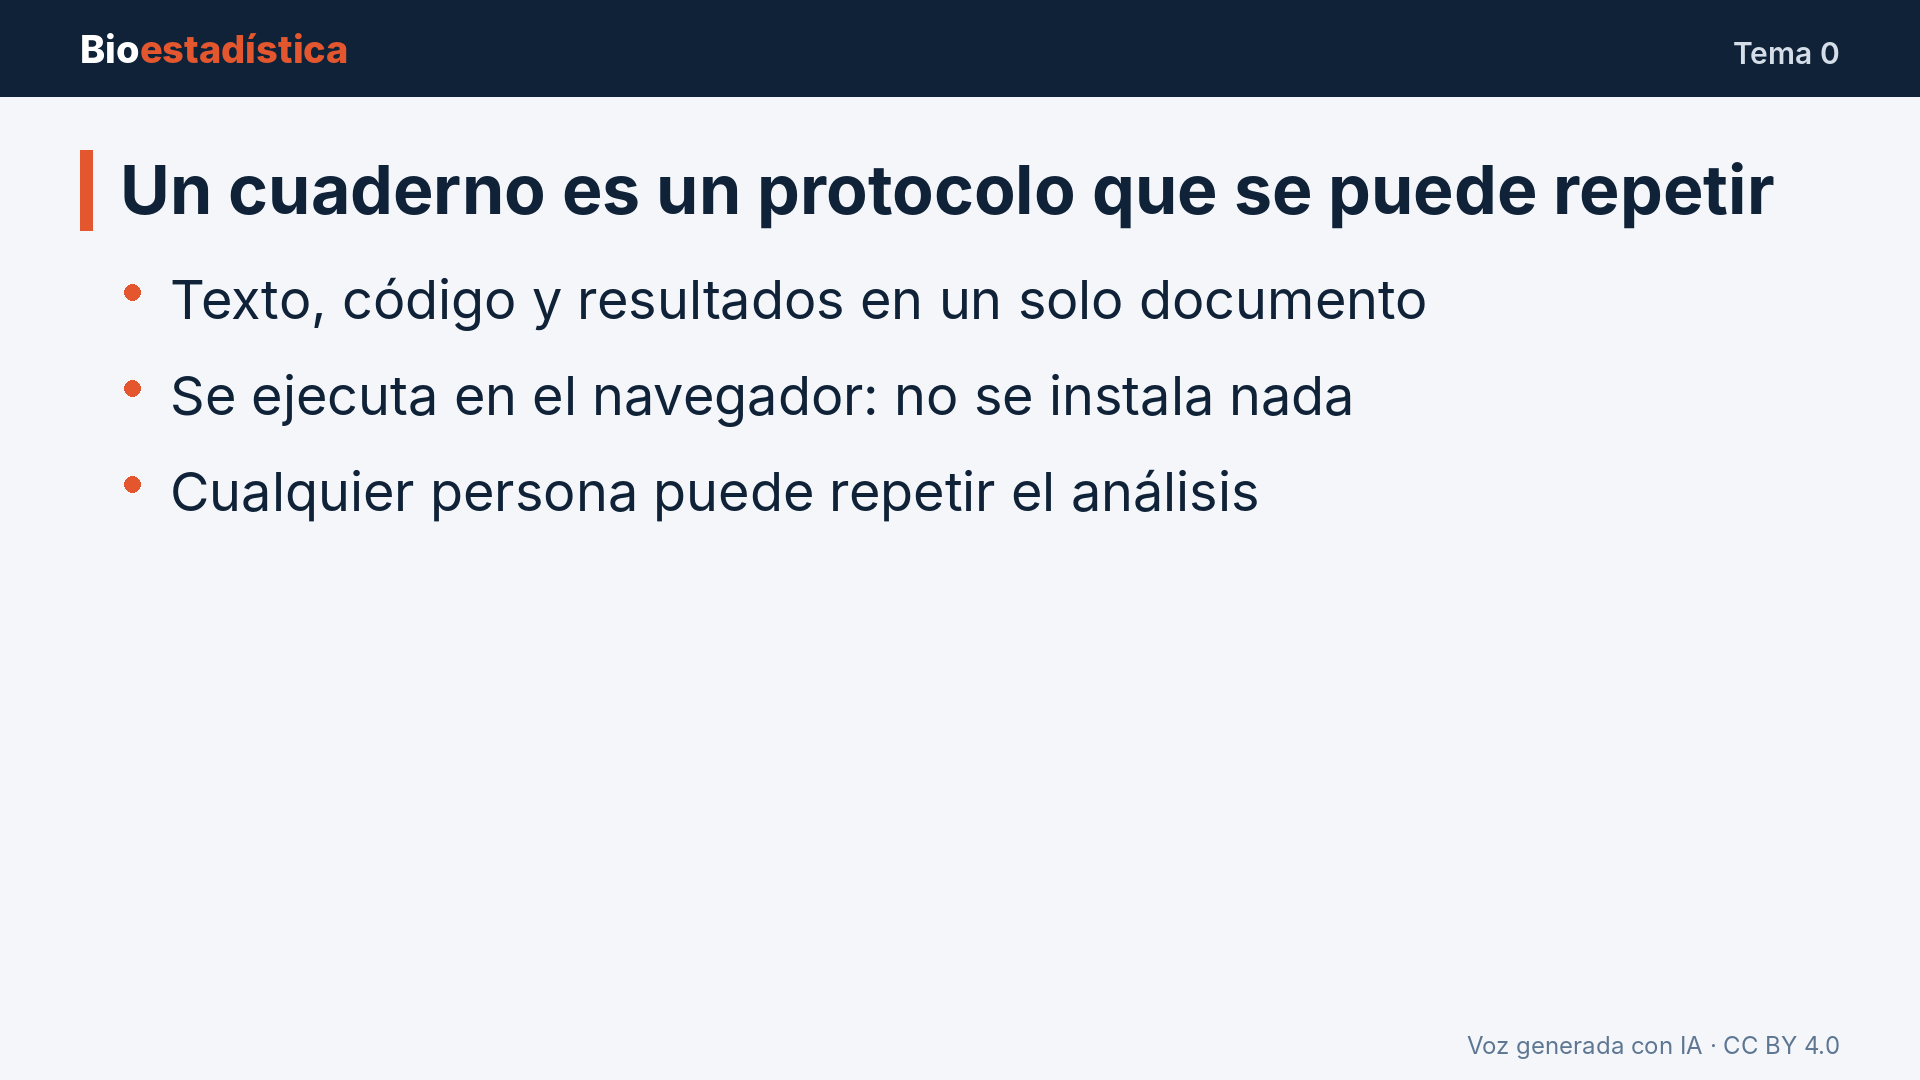 Bioestadística
Tema 0
Un cuaderno es un protocolo que se puede repetir
• Texto, código y resultados en un solo documento
• Se ejecuta en el navegador: no se instala nada
• Cualquier persona puede repetir el análisis
Voz generada con IA · CC BY 4.0